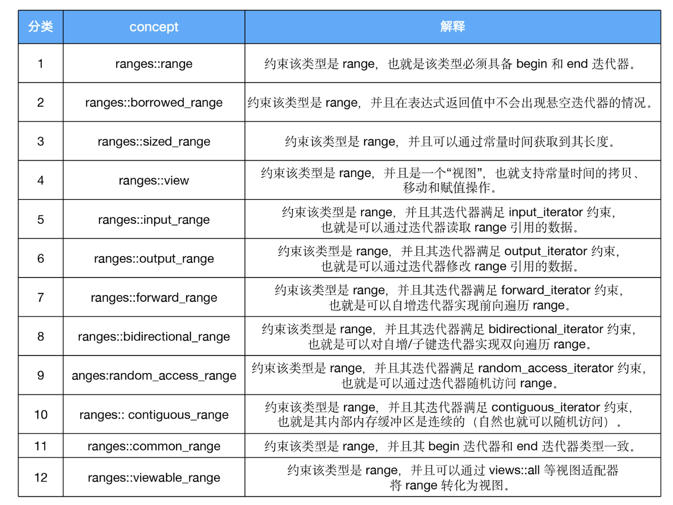 分类 concept 解释
1 ranges::range 约束该类型是 range，也就是该类型必须具备 begin 和 end 迭代器。
2 ranges::borrowed_range 约束该类型是 range，并且在表达式返回值中不会出现悬空迭代器的情况。
3 ranges::sized_range 约束该类型是 range，并且可以通过常量时间获取到其长度。
4 ranges::view 约束该类型是 range，并且是一个“视图”，也就支持常量时间的拷贝、
移动和赋值操作。
5 ranges::input_range 约束该类型是 range，并且其迭代器满足 input_iterator 约束，
也就是可以通过迭代器读取 range 引用的数据。
6 ranges::output_range 约束该类型是 range，并且其迭代器满足 output_iterator 约束，
也就是可以通过迭代器修改 range 引用的数据。
7 ranges::forward_range 约束该类型是 range，并且其迭代器满足 forward_iterator 约束，
也就是可以自增迭代器实现前向遍历 range。
8 ranges::bidirectional_range 约束该类型是 range，并且其迭代器满足 bidirectional_iterator 约束，
也就是可以对自增/子键迭代器实现双向遍历 range。
9 anges:random_access_range 约束该类型是 range，并且其迭代器满足 random_access_iterator 约束，
也就是可以通过迭代器随机访问 range。
10 ranges:: contiguous_range 约束该类型是 range，并且其迭代器满足 contiguous_iterator 约束，
也就是其内部内存缓冲区是连续的（自然也就可以随机访问）。
11 ranges::common_range 约束该类型是 range，并且其 begin 迭代器和 end 迭代器类型一致。
12 ranges::viewable_range 约束该类型是 range，并且可以通过 views::all 等视图适配器
将 range 转化为视图。